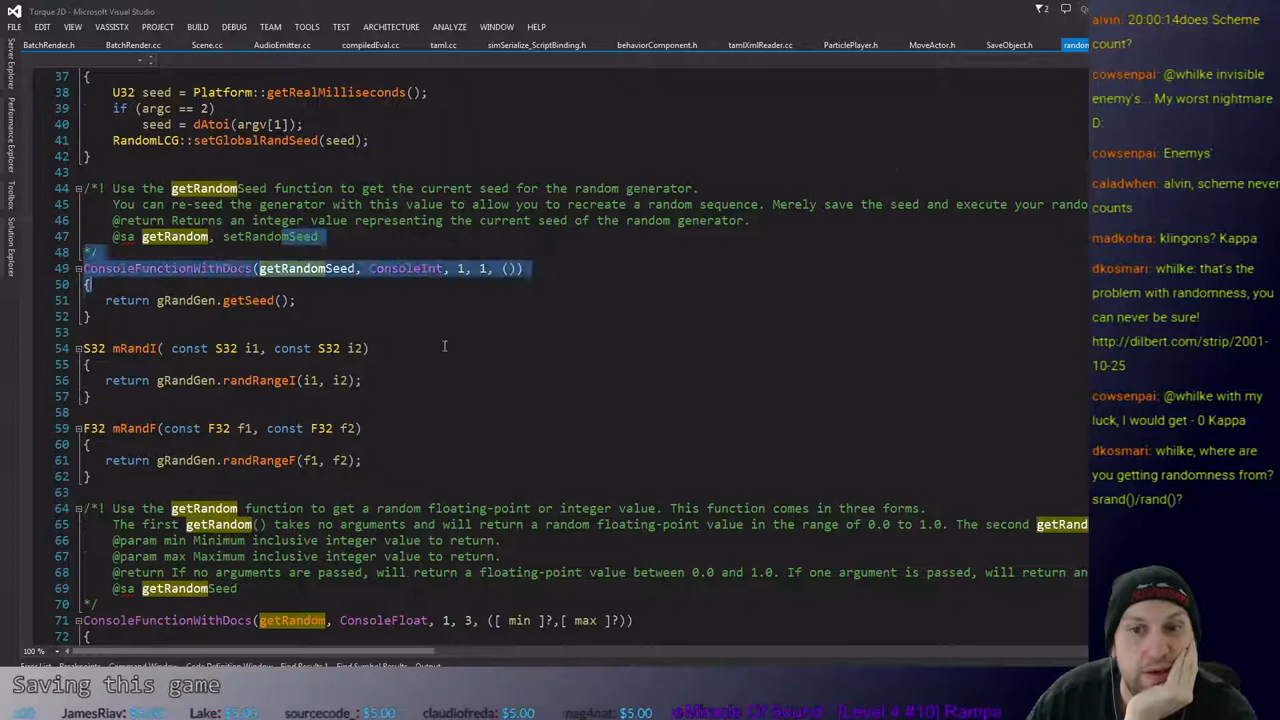 Torque 2D - Microsoft Visual Studio
2
FILE EDIT VIEW VASSISTX PROJECT BUILD DEBUG TEAM TOOLS TEST ARCHITECTURE ANALYZE WINDOW HELP
BatchRender.h BatchRender.cc Scene.cc AudioEmitter.cc compiledEval.cc taml.cc simSerialize_ScriptBinding.h behaviorComponent.h tamlXmlReader.cc ParticlePlayer.h MoveActor.h SaveObject.h
Server Explorer
Performance Explorer
Toolbox
Solution Explorer
37 {
38 U32 seed = Platform::getRealMilliseconds();
39 if (argc == 2)
40 seed = dAtoi(argv[1]);
41 RandomLCG::setGlobalRandSeed(seed);
42 }
43
44 /*! Use the getRandomSeed function to get the current seed for the random generator.
45 You can re-seed the generator with this value to allow you to recreate a random sequence. Merely save the seed and execute your rando
46 @return Returns an integer value representing the current seed of the random generator.
47 @sa getRandom, setRandomSeed
48 */
49 ConsoleFunctionWithDocs(getRandomSeed, ConsoleInt, 1, 1, ())
50 {
51 return gRandGen.getSeed();
52 }
53
54 S32 mRandI( const S32 i1, const S32 i2)
55 {
56 return gRandGen.randRangeI(i1, i2);
57 }
58
59 F32 mRandF(const F32 f1, const F32 f2)
60 {
61 return gRandGen.randRangeF(f1, f2);
62 }
63
64 /*! Use the getRandom function to get a random floating-point or integer value. This function comes in three forms.
65 The first getRandom() takes no arguments and will return a random floating-point value in the range of 0.0 to 1.0. The second getRand
66 @param min Minimum inclusive integer value to return.
67 @param max Maximum inclusive integer value to return.
68 @return If no arguments are passed, will return a floating-point value between 0.0 and 1.0. If one argument is passed, will return an
69 @sa getRandomSeed
70 */
71 ConsoleFunctionWithDocs(getRandom, ConsoleFloat, 1, 3, ([ min ]?,[ max ]?))
72 {
100 %
Error List Breakpoints Command Window Code Definition Window Find Results 1 Find Symbol Results Output
alvin: 20:00:14does Scheme
count?
cowsenpai: @whilke invisible
enemy's... My worst nightmare
D:
cowsenpai: Enemys'
caladwhen: alvin, scheme never
counts
madkobra: klingons? Kappa
dkosmari: whilke: that's the
problem with randomness, you
can never be sure!
http://dilbert.com/strip/2001-
10-25
cowsenpai: @whilke with my
luck, I would get - 0 Kappa
dkosmari: whilke, where are
you getting randomness from?
srand()/rand()?
Saving this game
JamesRiav: $5.00 Lake: $5.00 sourcecode_: $5.00 claudiofreda: $5.00 mag4nat: $5.00